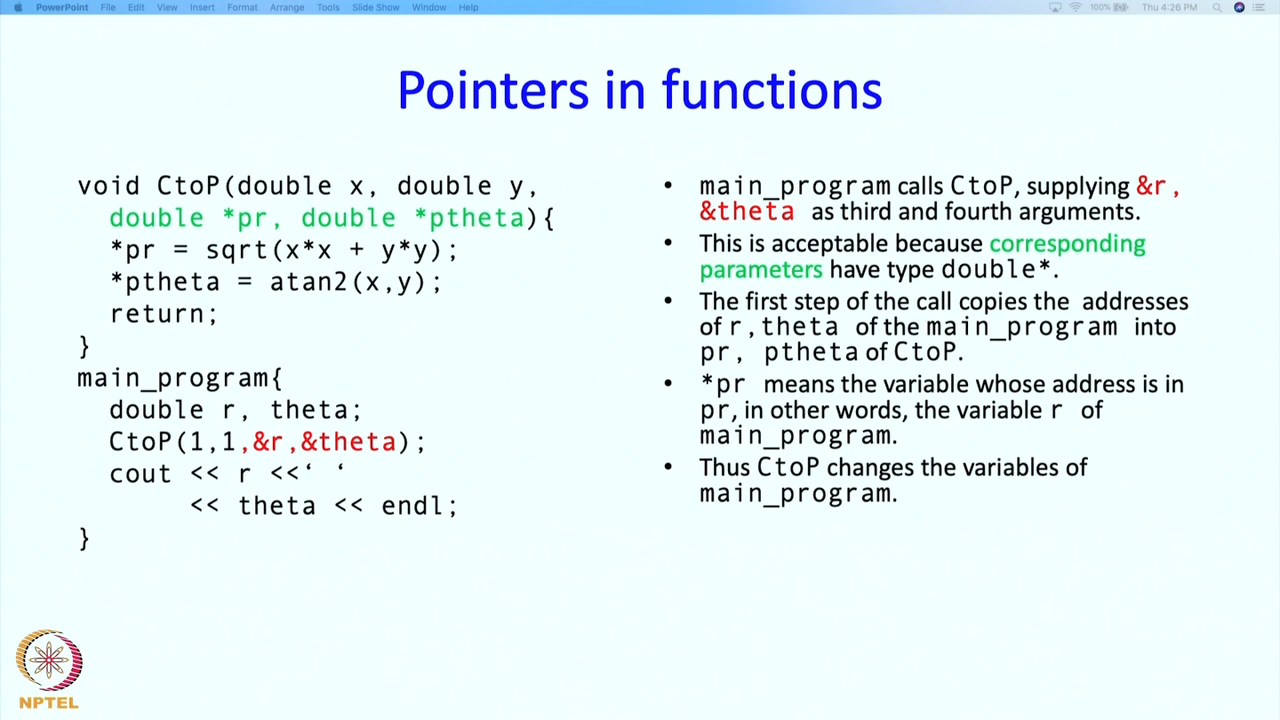 PowerPoint File Edit View Insert Format Arrange Tools Slide Show Window Help 100% Thu 4:26 PM
Pointers in functions
void CtoP(double x, double y,
double *pr, double *ptheta){
*pr = sqrt(x*x + y*y);
*ptheta = atan2(x,y);
return;
}
main_program{
double r, theta;
CtoP(1,1,&r,&theta);
cout << r <<‘ ‘
<< theta << endl;
}
• main_program calls CtoP, supplying &r,
&theta as third and fourth arguments.
• This is acceptable because corresponding
parameters have type double*.
• The first step of the call copies the addresses
of r,theta of the main_program into
pr, ptheta of CtoP.
• *pr means the variable whose address is in
pr, in other words, the variable r of
main_program.
• Thus CtoP changes the variables of
main_program.
NPTEL